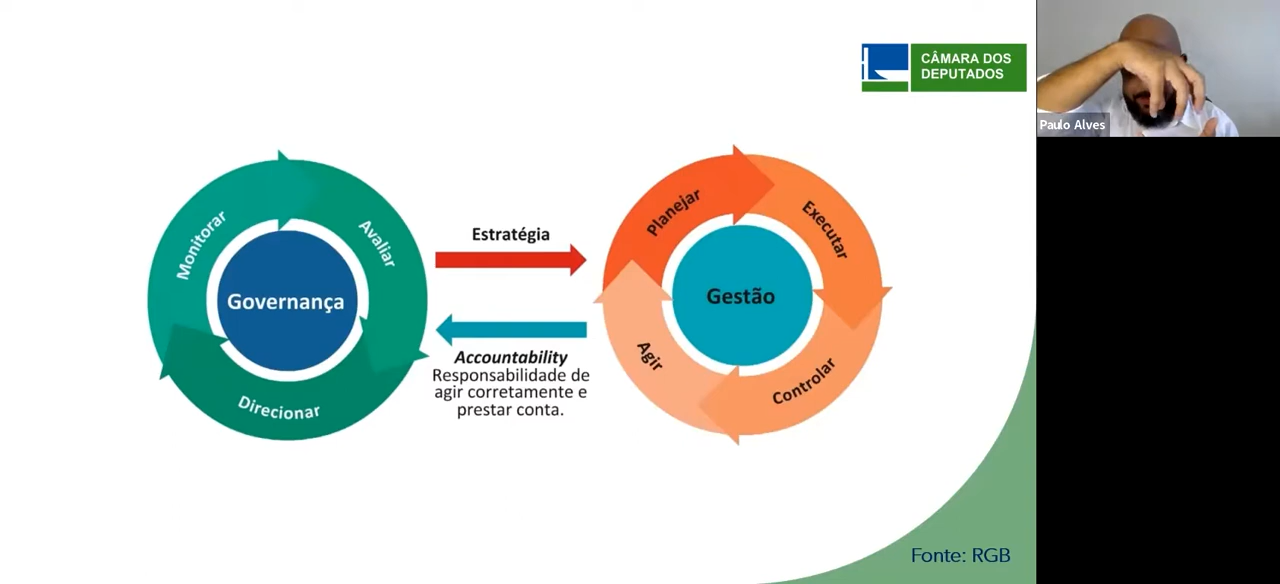 CÂMARA DOS
DEPUTADOS
Paulo Alves
Monitorar
Avaliar
Direcionar
Governança
Estratégia
Accountability
Responsabilidade de
agir corretamente e
prestar conta.
Planejar
Executar
Controlar
Agir
Gestão
Fonte: RGB